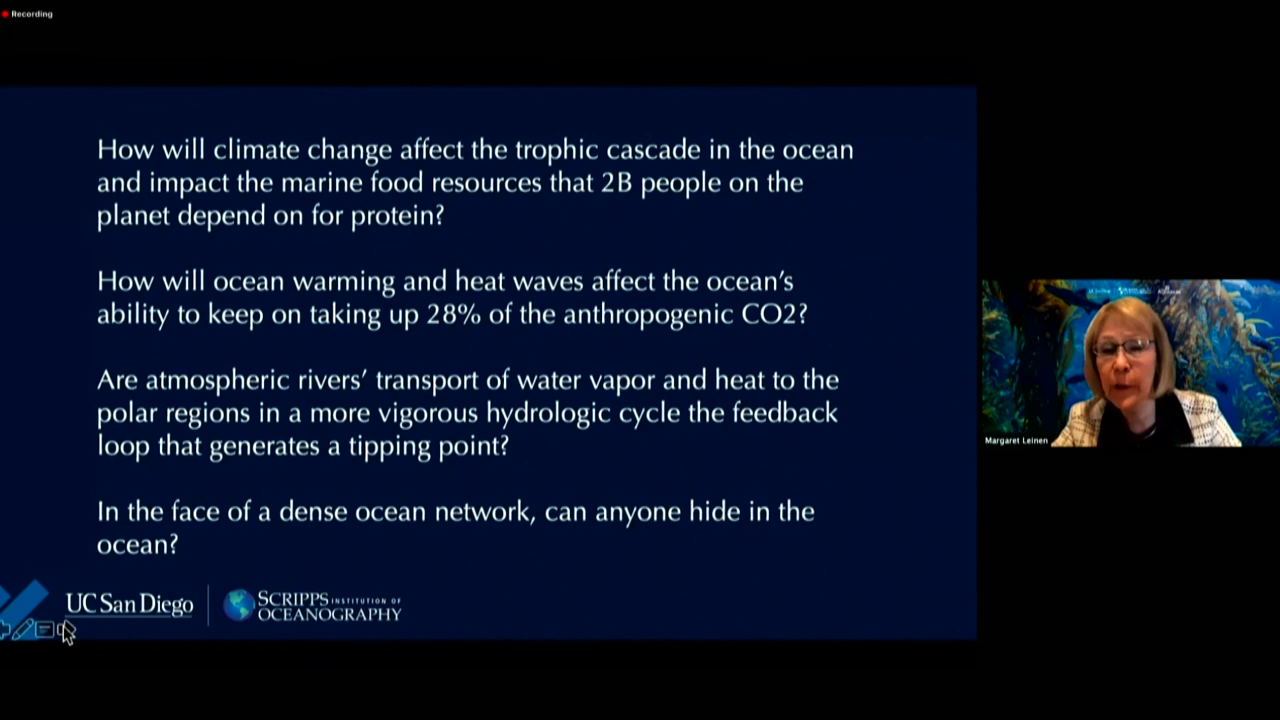 Recording
How will climate change affect the trophic cascade in the ocean
and impact the marine food resources that 2B people on the
planet depend on for protein?
How will ocean warming and heat waves affect the ocean's
ability to keep on taking up 28% of the anthropogenic CO2?
Are atmospheric rivers' transport of water vapor and heat to the
polar regions in a more vigorous hydrologic cycle the feedback
loop that generates a tipping point?
In the face of a dense ocean network, can anyone hide in the
ocean?
UC San Diego
SCRIPPS INSTITUTION OF
OCEANOGRAPHY
Margaret Leinen